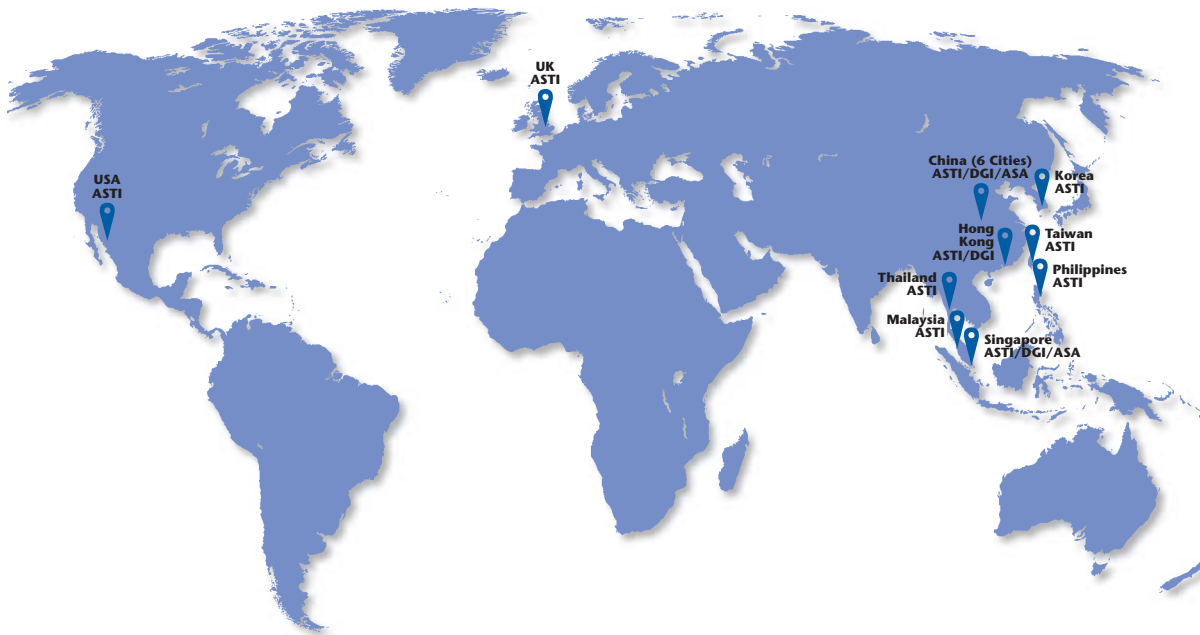 UK
ASTI
USA
ASTI
China (6 Cities)
ASTI/DGI/ASA
Korea
ASTI
Hong
Kong
ASTI/DGI
Taiwan
ASTI
Philippines
ASTI
Thailand
ASTI
Malaysia
ASTI
Singapore
ASTI/DGI/ASA